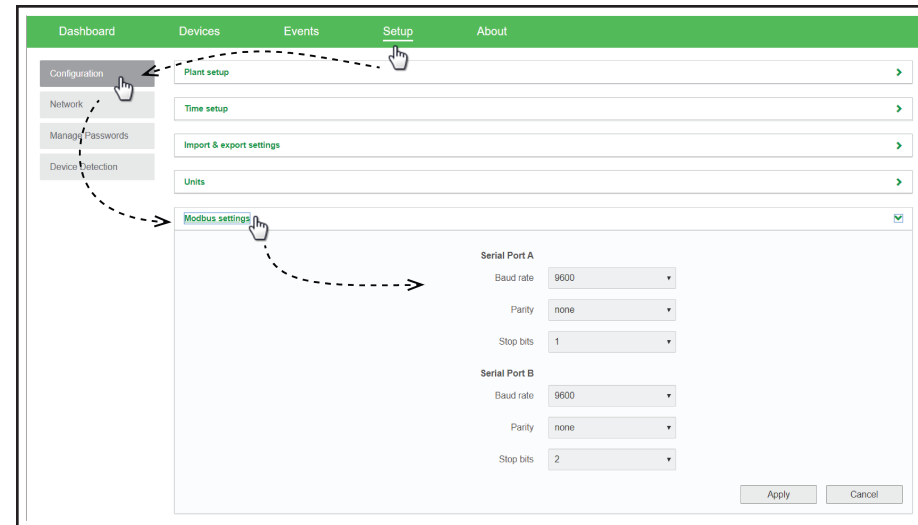 Dashboard Devices Events Setup About
Configuration
Network
Manage Passwords
Device Detection
Plant setup
Time setup
Import & export settings
Units
Modbus settings
Serial Port A
Baud rate 9600
Parity none
Stop bits 1
Serial Port B
Baud rate 9600
Parity none
Stop bits 2
Apply Cancel